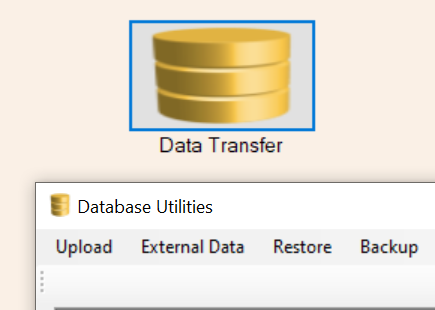 Data Transfer
Database Utilities
Upload External Data Restore Backup